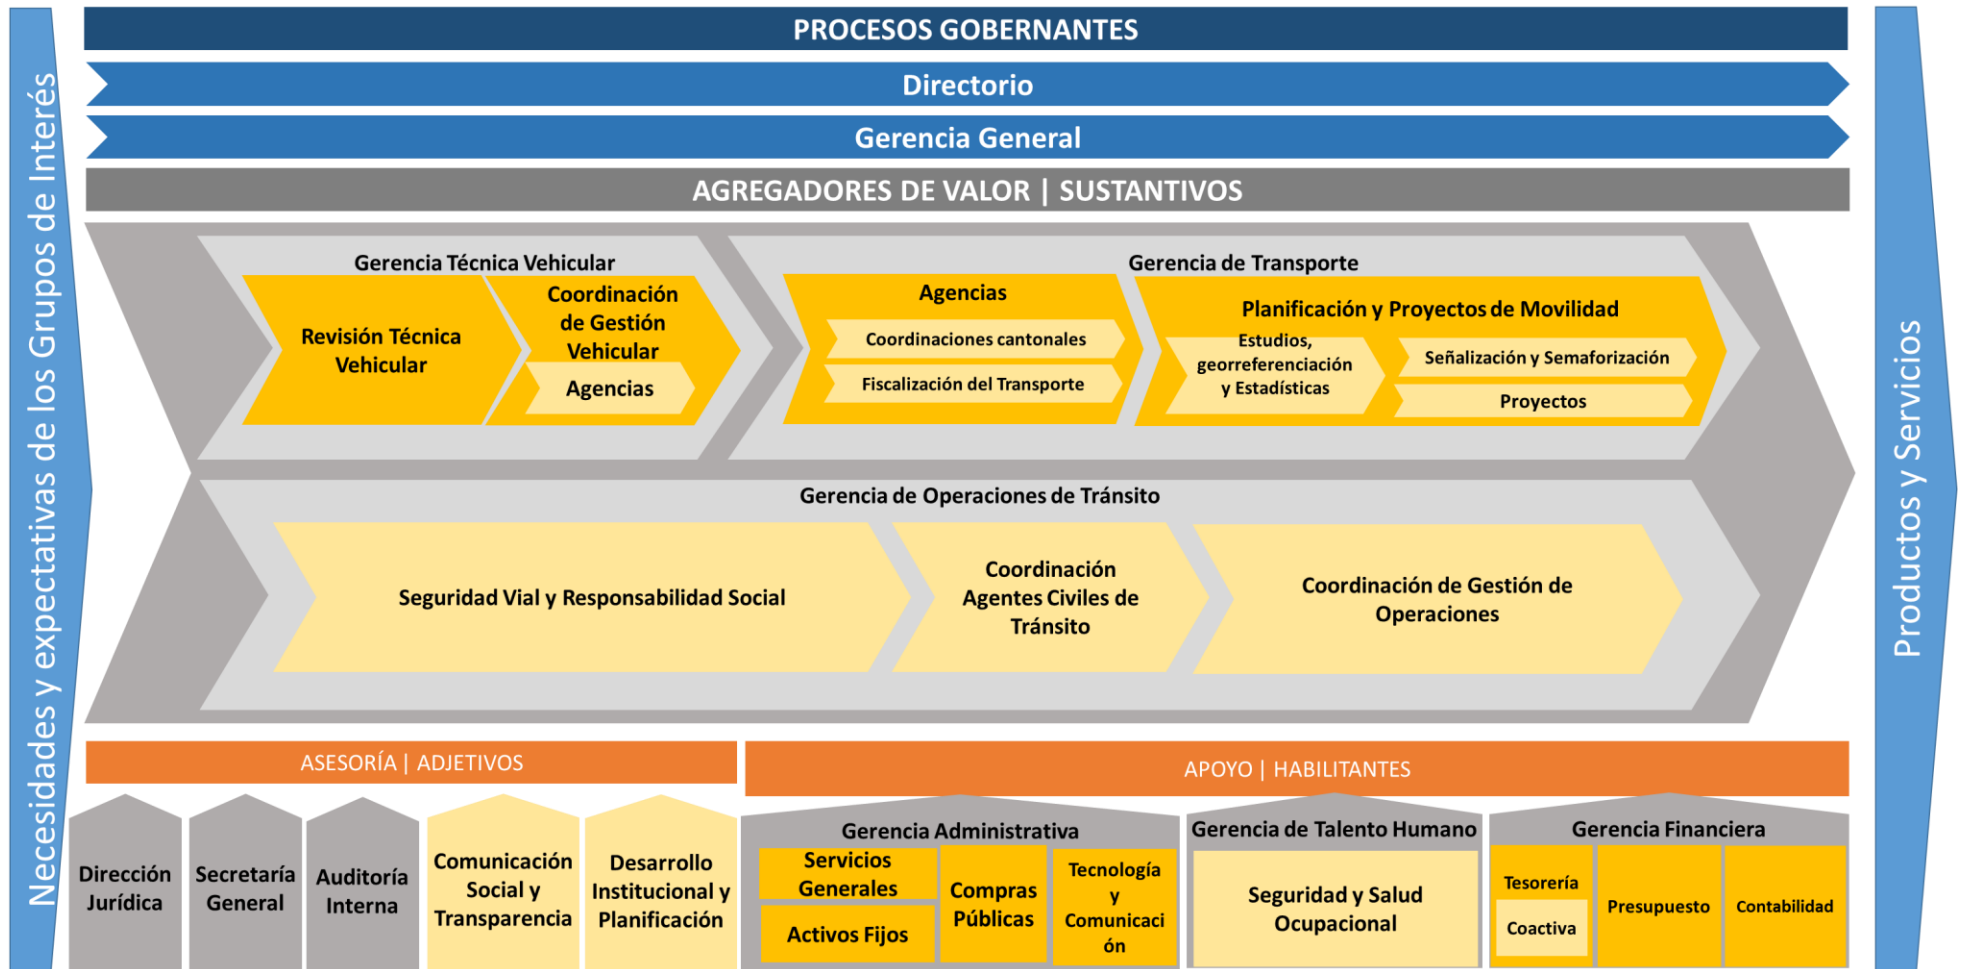 Necesidades y expectativas de los Grupos de Interés
PROCESOS GOBERNANTES
Directorio
Gerencia General
AGREGADORES DE VALOR | SUSTANTIVOS
Gerencia Técnica Vehicular
Revisión Técnica
Vehicular
Coordinación
de Gestión
Vehicular
Agencias
Gerencia de Transporte
Agencias
Coordinaciones cantonales
Fiscalización del Transporte
Planificación y Proyectos de Movilidad
Estudios,
georreferenciación
y Estadísticas
Señalización y Semaforización
Proyectos
Gerencia de Operaciones de Tránsito
Seguridad Vial y Responsabilidad Social
Coordinación
Agentes Civiles de
Tránsito
Coordinación de Gestión de
Operaciones
ASESORÍA | ADJETIVOS
Dirección
Jurídica
Secretaría
General
Auditoría
Interna
Comunicación
Social y
Transparencia
Desarrollo
Institucional y
Planificación
APOYO | HABILITANTES
Gerencia Administrativa
Servicios
Generales
Activos Fijos
Compras
Públicas
Tecnología
y
Comunicaci
ón
Gerencia de Talento Humano
Seguridad y Salud
Ocupacional
Gerencia Financiera
Tesorería
Coactiva
Presupuesto
Contabilidad
Productos y Servicios